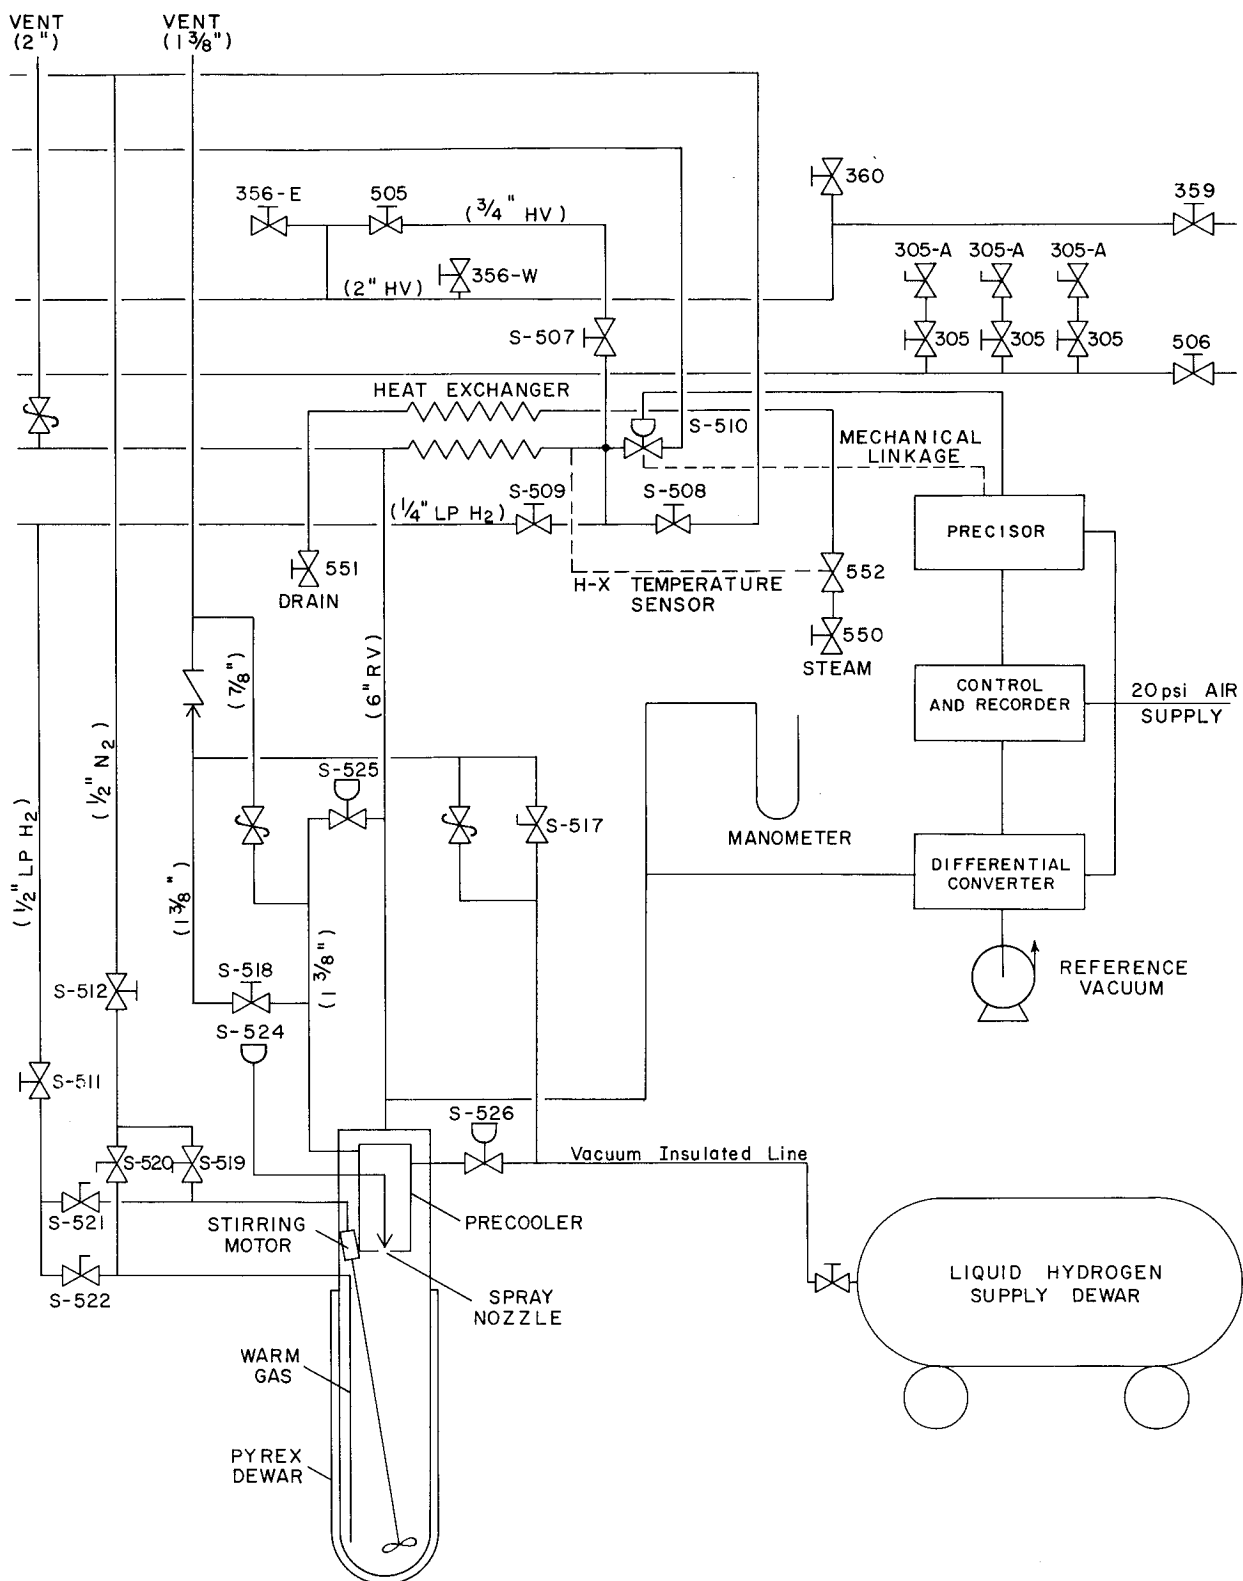 VENT
(2")
VENT
(1 3/8")
356-E
505
(3/4" HV)
360
359
356-W
(2" HV)
305-A
305-A
305-A
S-507
305
305
305
506
HEAT EXCHANGER
S-510
MECHANICAL
LINKAGE
S-509
S-508
(1/4" LP H2)
PRECISOR
551
DRAIN
H-X TEMPERATURE
SENSOR
552
550
STEAM
(7/8")
(6" RV)
CONTROL
AND RECORDER
20 psi AIR
SUPPLY
(1/2" N2)
S-525
S-517
MANOMETER
(1/2" LP H2)
DIFFERENTIAL
CONVERTER
(1 3/8")
(1 3/8")
S-518
S-512
REFERENCE
VACUUM
S-524
S-511
S-526
Vacuum Insulated Line
S-520
S-519
S-521
STIRRING
MOTOR
PRECOOLER
S-522
SPRAY
NOZZLE
LIQUID HYDROGEN
SUPPLY DEWAR
WARM
GAS
PYREX
DEWAR